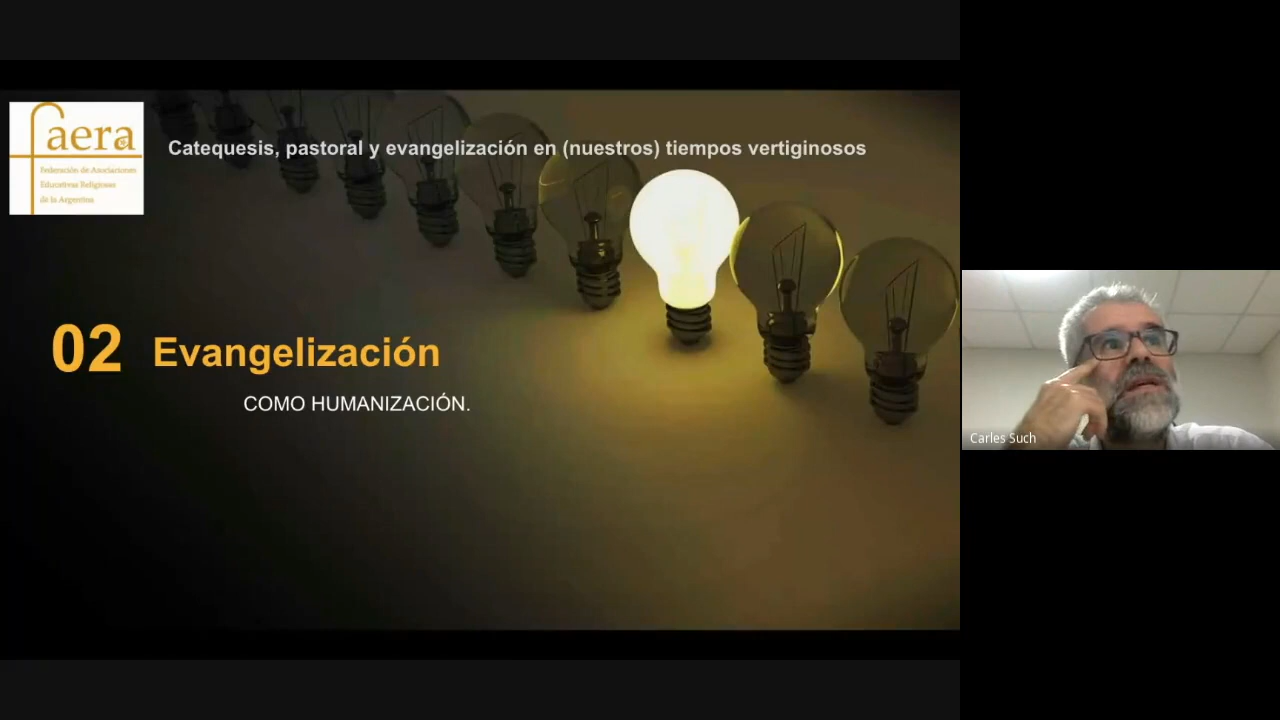 faera
Federación de Asociaciones
Educativas Religiosas
de la Argentina
Catequesis, pastoral y evangelización en (nuestros) tiempos vertiginosos
02 Evangelización
COMO HUMANIZACIÓN.
Carles Such